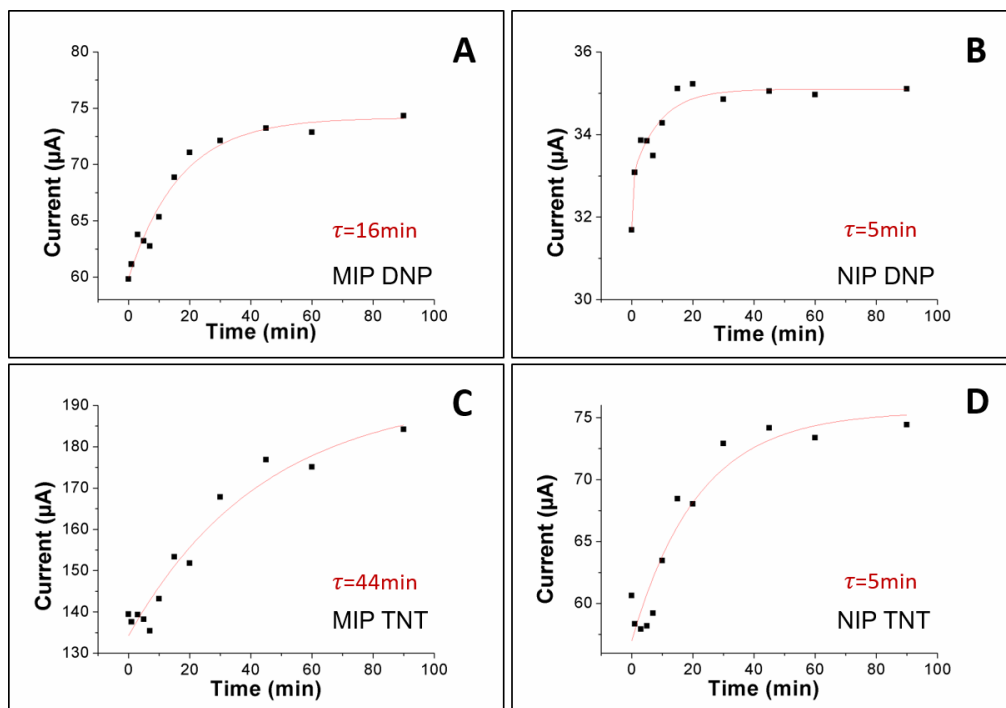 A
80
75
70
65
60
Current (µA)
τ=16min
MIP DNP
0 20 40 60 80 100
Time (min)
B
36
34
32
30
Current (µA)
τ=5min
NIP DNP
0 20 40 60 80 100
Time (min)
C
190
180
170
160
150
140
130
Current (µA)
τ=44min
MIP TNT
0 20 40 60 80 100
Time (min)
D
75
70
65
60
Current (µA)
τ=5min
NIP TNT
0 20 40 60 80 100
Time (min)